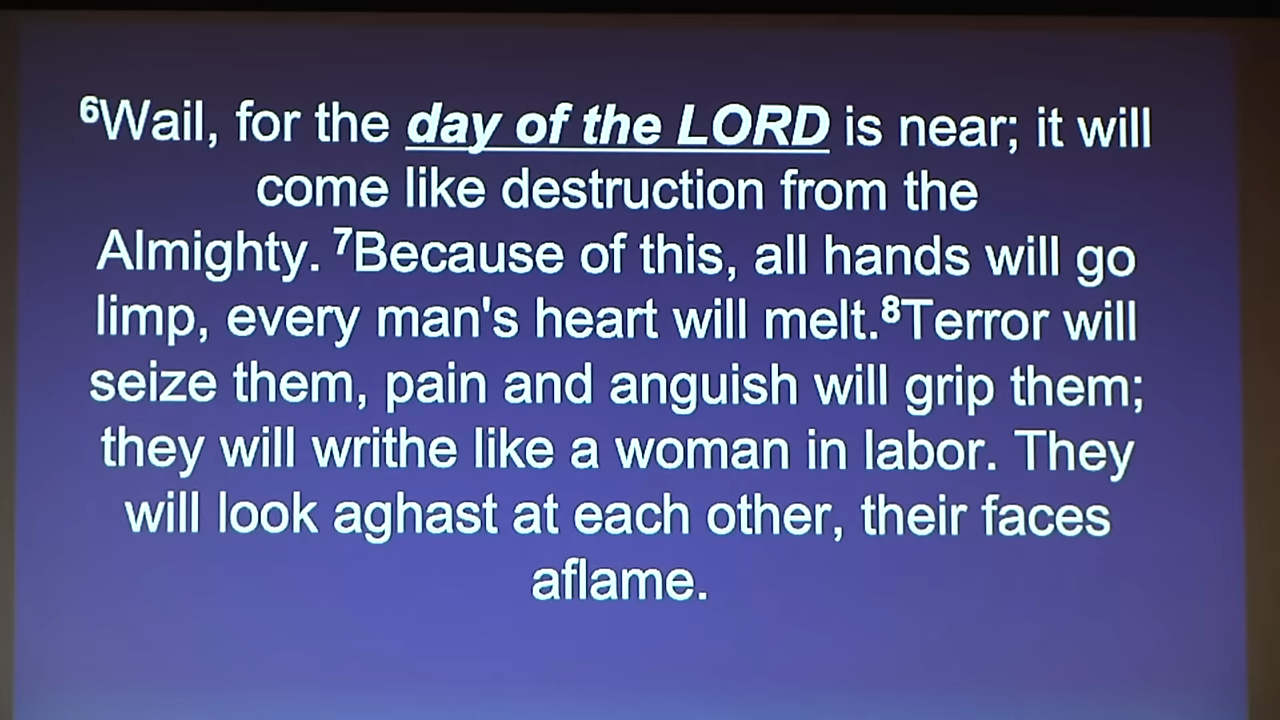 ⁶Wail, for the day of the LORD is near; it will
come like destruction from the
Almighty. ⁷Because of this, all hands will go
limp, every man's heart will melt.⁸Terror will
seize them, pain and anguish will grip them;
they will writhe like a woman in labor. They
will look aghast at each other, their faces
aflame.